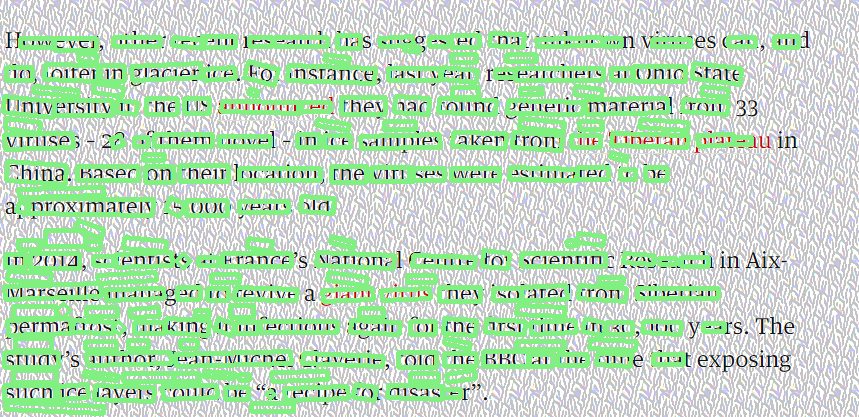 However, other recent research has suggested that unknown viruses can, and
do, loiter in glacier ice. For instance, last year researchers at Ohio State
University in the US announced they had found genetic material from 33
viruses - 28 of them novel - in ice samples taken from the Tibetan plateau in
China. Based on their location, the viruses were estimated to be
approximately 15,000 years old.
In 2014, scientists at France's National Centre for Scientific Research in Aix-
Marseille managed to revive a giant virus they isolated from Siberian
permafrost, making it infectious again for the first time in 30,000 years. The
study's author, Jean-Michel Claverie, told the BBC at the time that exposing
such ice layers could be “a recipe for disaster”.